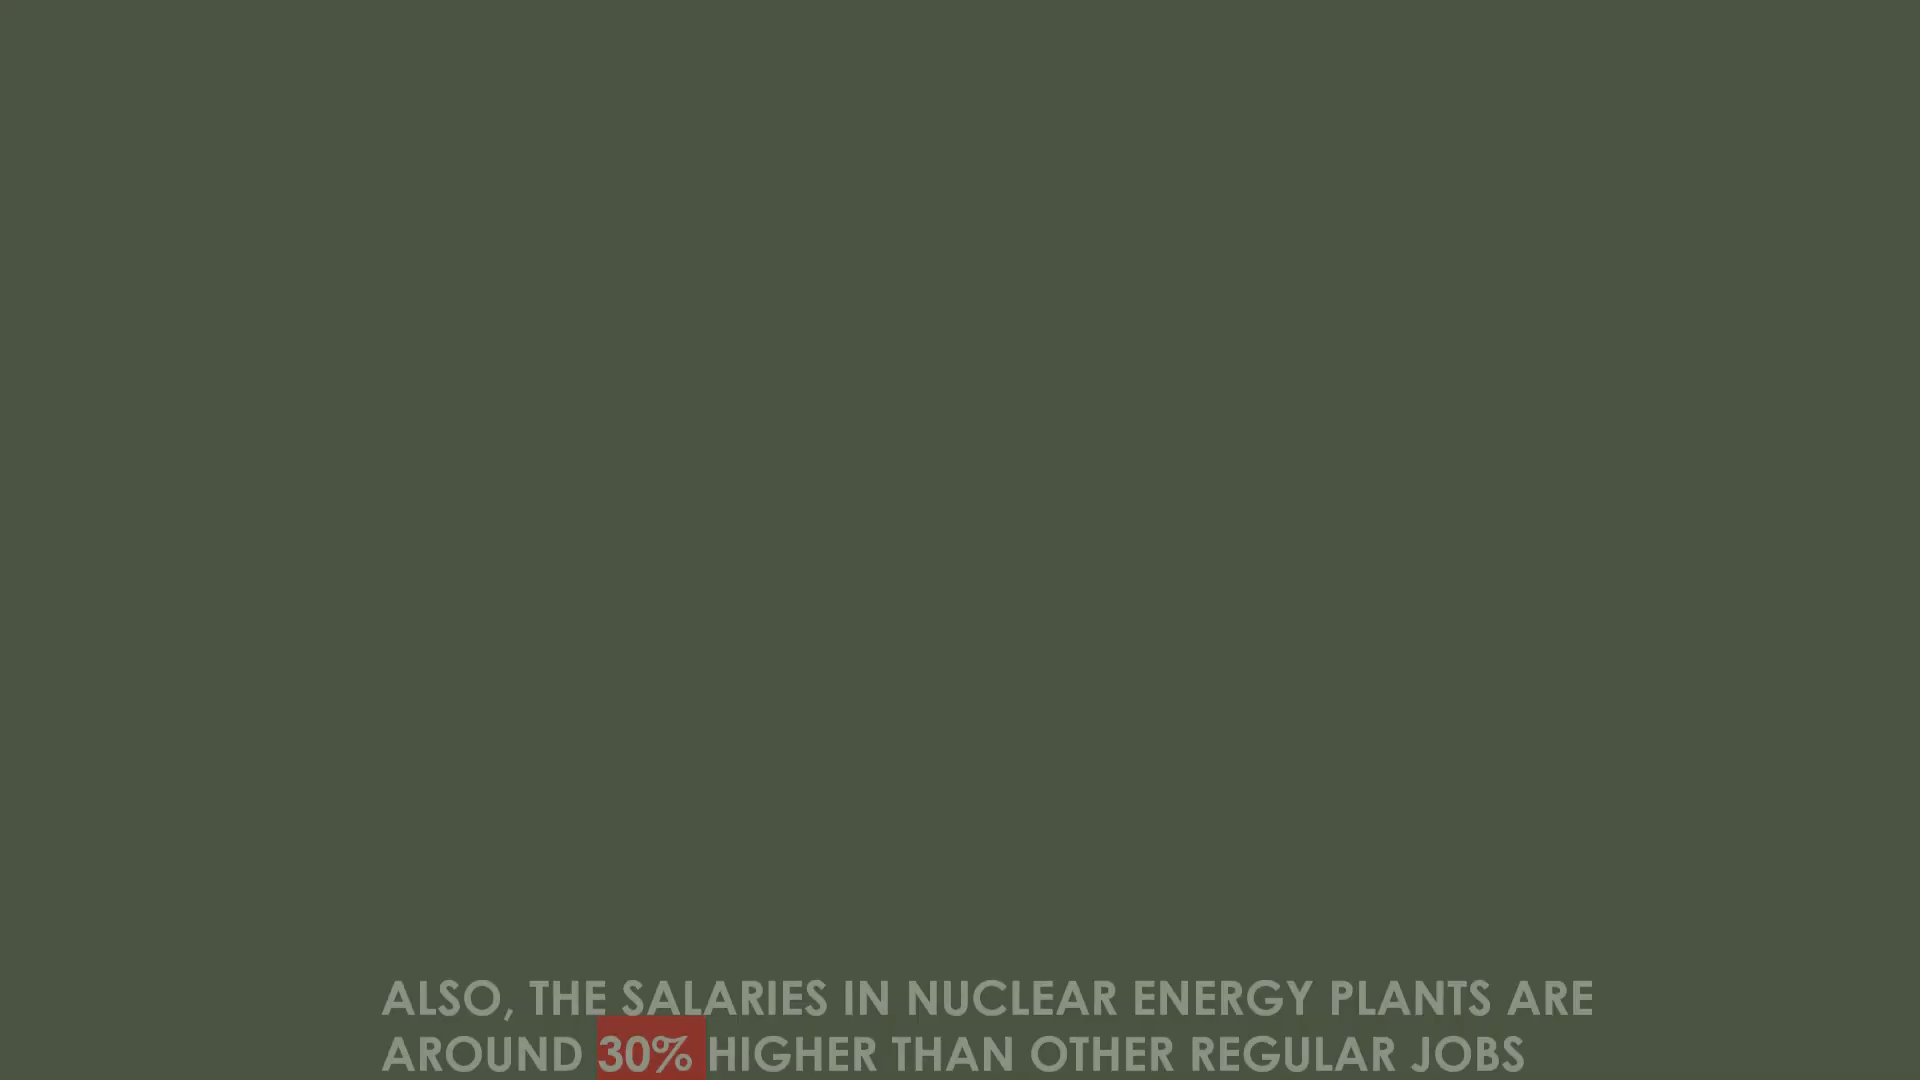 ALSO, THE SALARIES IN NUCLEAR ENERGY PLANTS ARE
AROUND 30% HIGHER THAN OTHER REGULAR JOBS